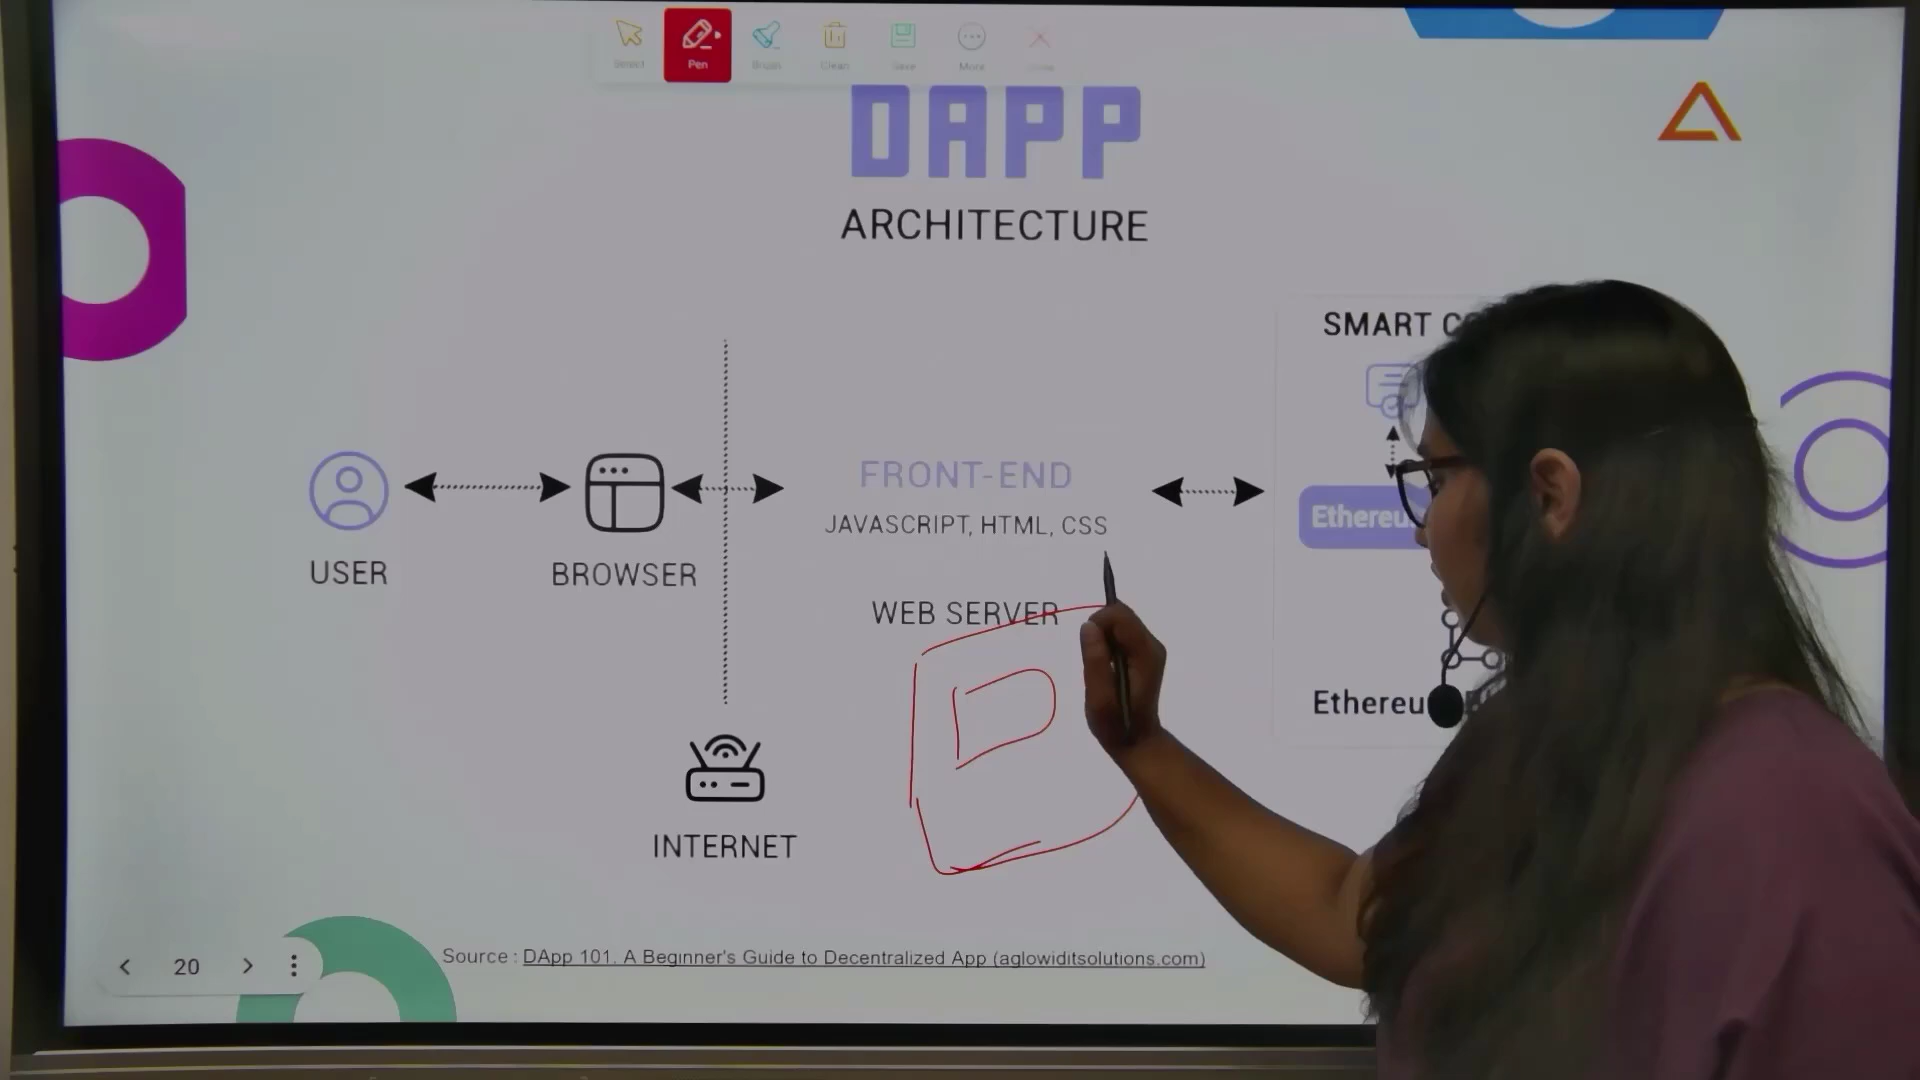 Select Pen Brush Clean Save More
DAPP
ARCHITECTURE
SMART C
FRONT-END
Ethereu
JAVASCRIPT, HTML, CSS
USER
BROWSER
WEB SERVER
Ethereu
INTERNET
20
Source : DApp 101. A Beginner's Guide to Decentralized App (aglowiditsolutions.com)